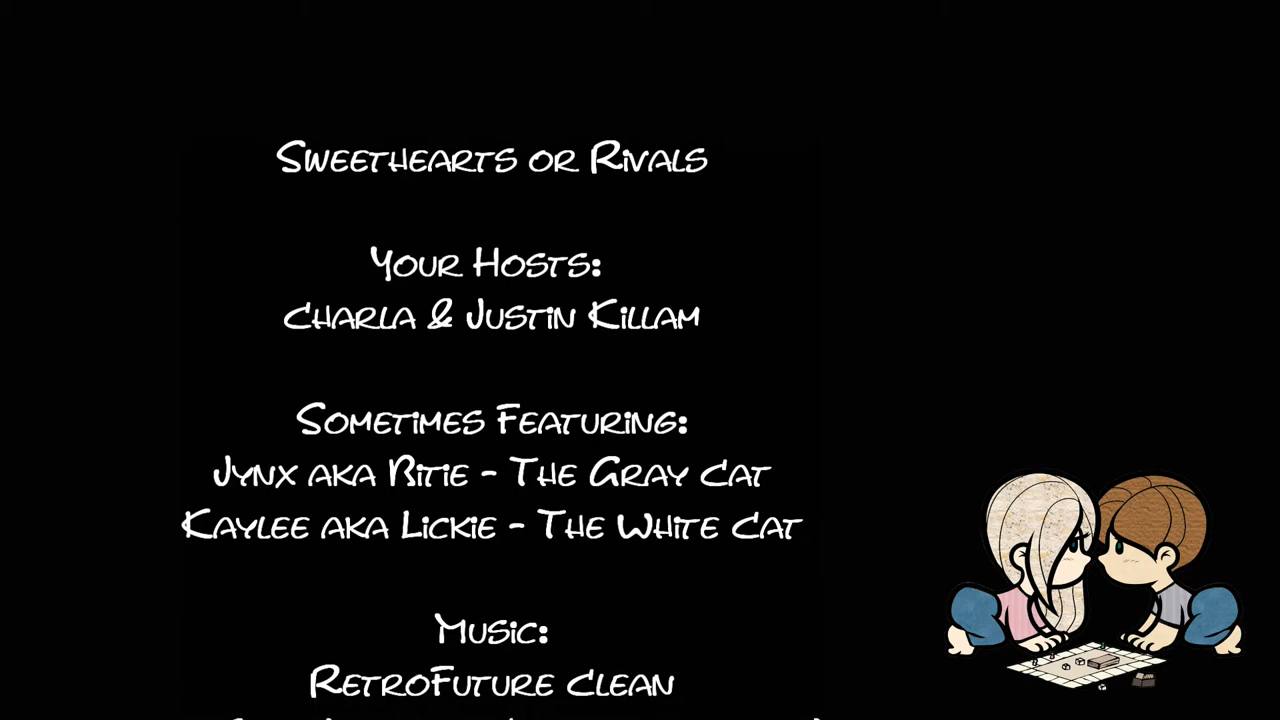 Sweethearts or Rivals
Your Hosts:
Charla & Justin Killam
Sometimes Featuring:
Jynx aka Bitie - The Gray Cat
Kaylee aka Lickie - The White Cat
Music:
RetroFuture Clean